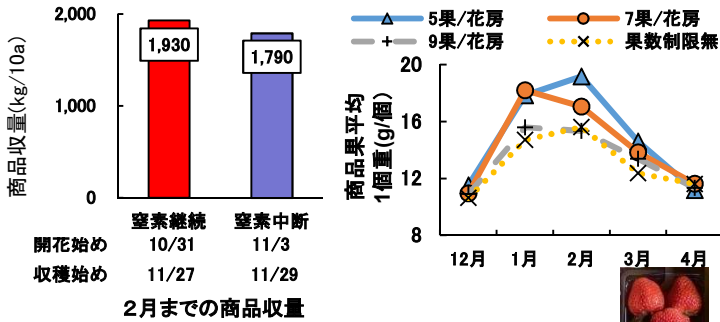 商品収量(kg/10a)
2,000
1,000
0
1,930
1,790
窒素継続 窒素中断
開花始め 10/31 11/3
収穫始め 11/27 11/29
２月までの商品収量
5果/花房 7果/花房
9果/花房 果数制限無
商品果平均
1個重(g/個)
20
16
12
8
12月 1月 2月 3月 4月